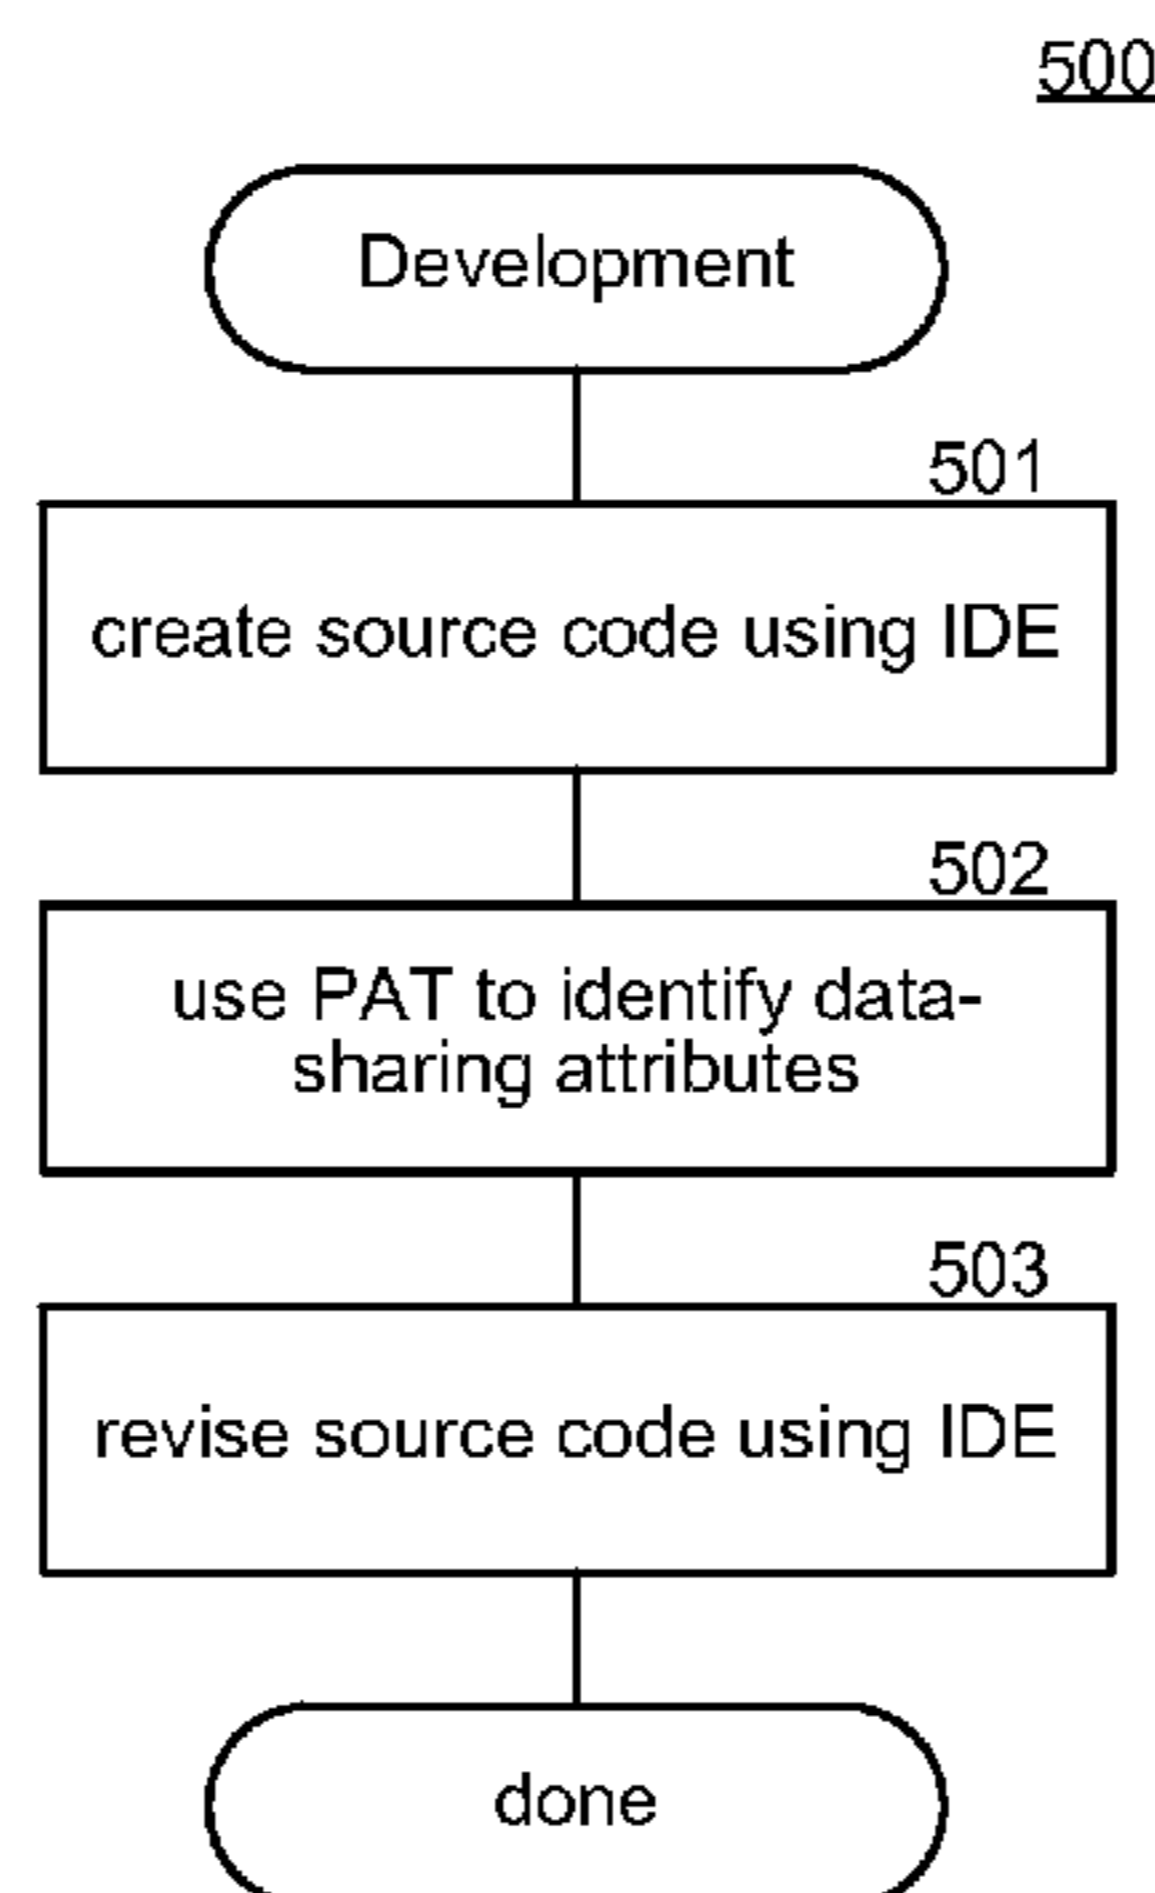 500
Development
501
create source code using IDE
502
use PAT to identify data-
sharing attributes
503
revise source code using IDE
done